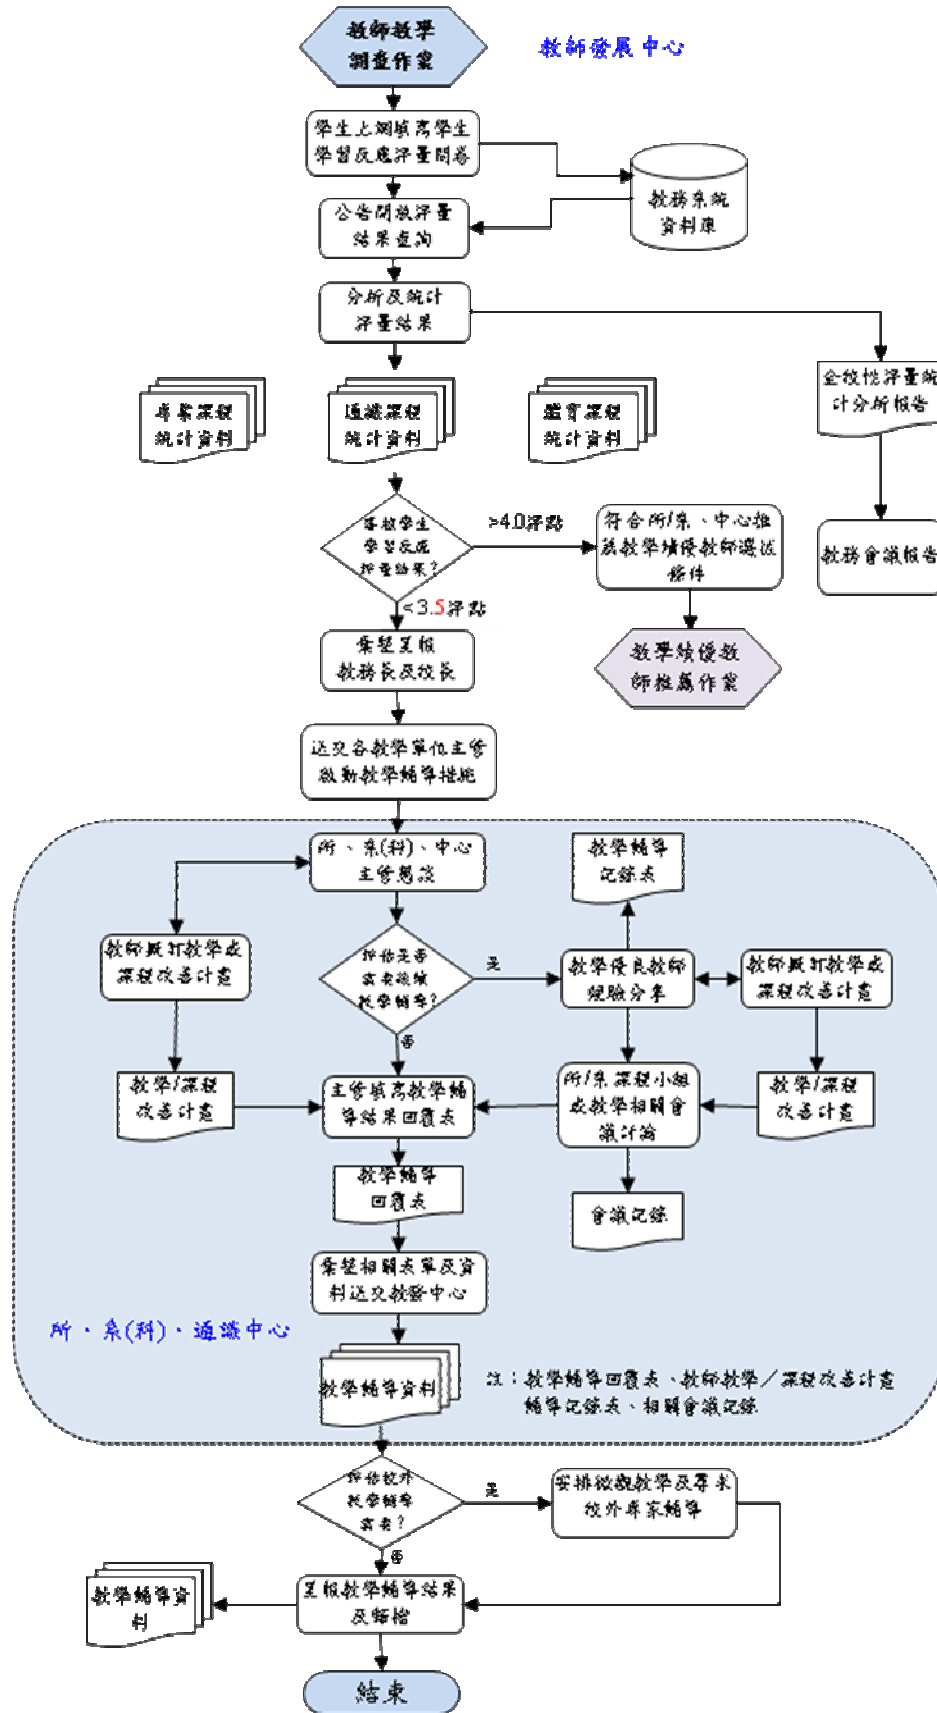 教師教學
調查作業
教師發展中心
學生上網填寫學生
學習反應評量問卷
教務系統
資料庫
公告開放評量
結果查詢
分析及統計
評量結果
全校性評量統
計分析報告
專業課程
統計資料
通識課程
統計資料
體育課程
統計資料
教務會議報告
等教學生
學習反應
評量結果?
>4.0評點
符合所/系、中心推
薦教學績優教師選拔
條件
<3.5評點
彙整呈報
教務長及校長
教學績優教
師推薦作業
送交各教學單位主管
啟動教學輔導措施
所、系(科)、中心
主管懇談
教學輔導
記錄表
教師擬訂教學或
課程改善計畫
評估是否
需要後續
教學輔導?
是
教學優良教師
經驗分享
教師擬訂教學或
課程改善計畫
否
教學/課程
改善計畫
主管填寫教學輔
導結果回覆表
所/系課程小組
或教學相關會
議討論
教學/課程
改善計畫
教學輔導
回覆表
會議記錄
彙整相關表單及資
料送交教發中心
所、系(科)、通識中心
教學輔導資料
註：教學輔導回覆表、教師教學／課程改善計畫
輔導記錄表、相關會議記錄
評估校外
教學輔導
需要?
是
安排微觀教學及尋求
校外專家輔導
否
呈報教學輔導結果
及歸檔
教學輔導資
料
結束